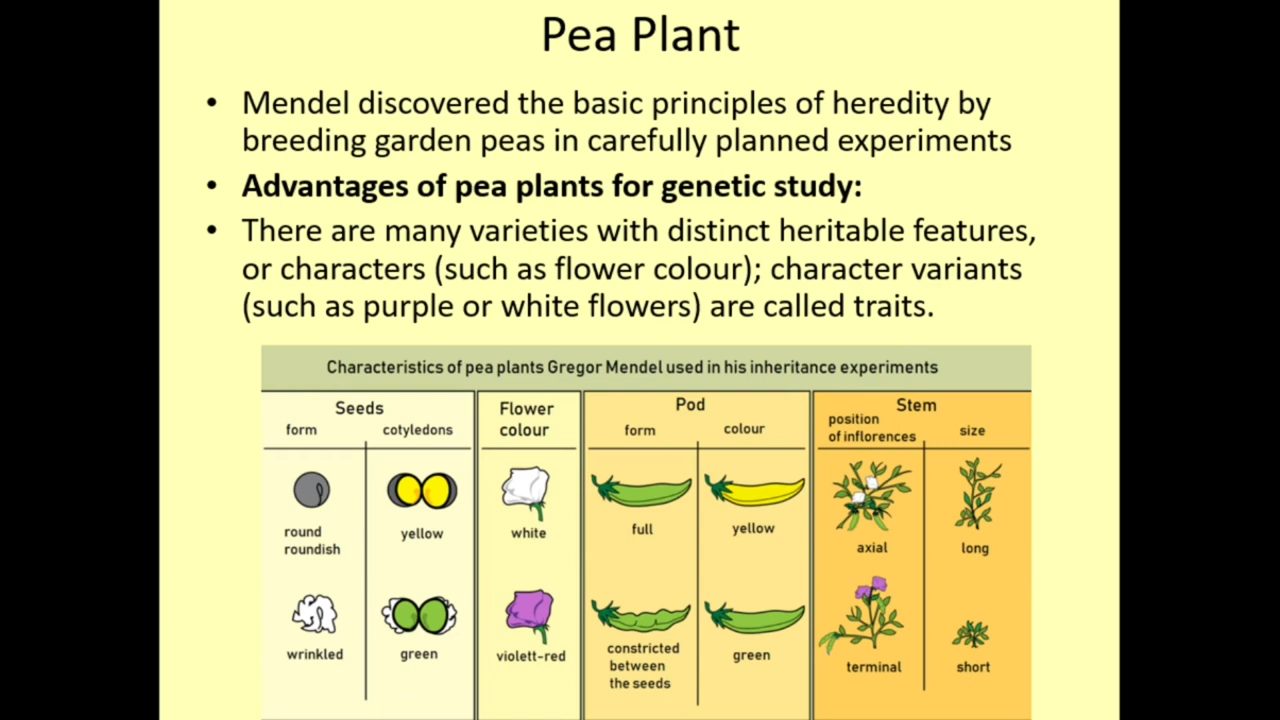 Pea Plant
• Mendel discovered the basic principles of heredity by
breeding garden peas in carefully planned experiments
• Advantages of pea plants for genetic study:
• There are many varieties with distinct heritable features,
or characters (such as flower colour); character variants
(such as purple or white flowers) are called traits.
Characteristics of pea plants Gregor Mendel used in his inheritance experiments
Seeds
form
cotyledons
round
roundish
yellow
wrinkled
green
Flower
colour
white
violett-red
Pod
form
colour
full
yellow
constricted
between
the seeds
green
Stem
position
of inflorences
size
axial
long
terminal
short